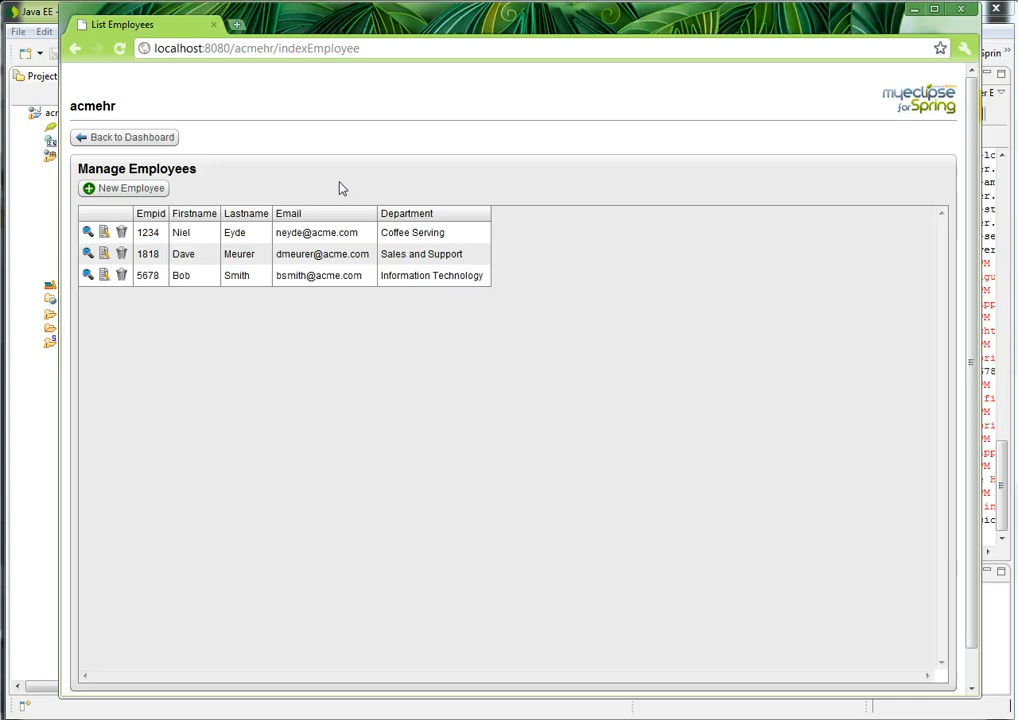 Java EE -
List Employees
File Edit
localhost:8080/acmehr/indexEmployee
Sprin
Project
acmehr
myeclipse
for Spring
Back to Dashboard
Manage Employees
New Employee
Empid Firstname Lastname Email Department
1234 Niel Eyde neyde@acme.com Coffee Serving
1818 Dave Meurer dmeurer@acme.com Sales and Support
5678 Bob Smith bsmith@acme.com Information Technology